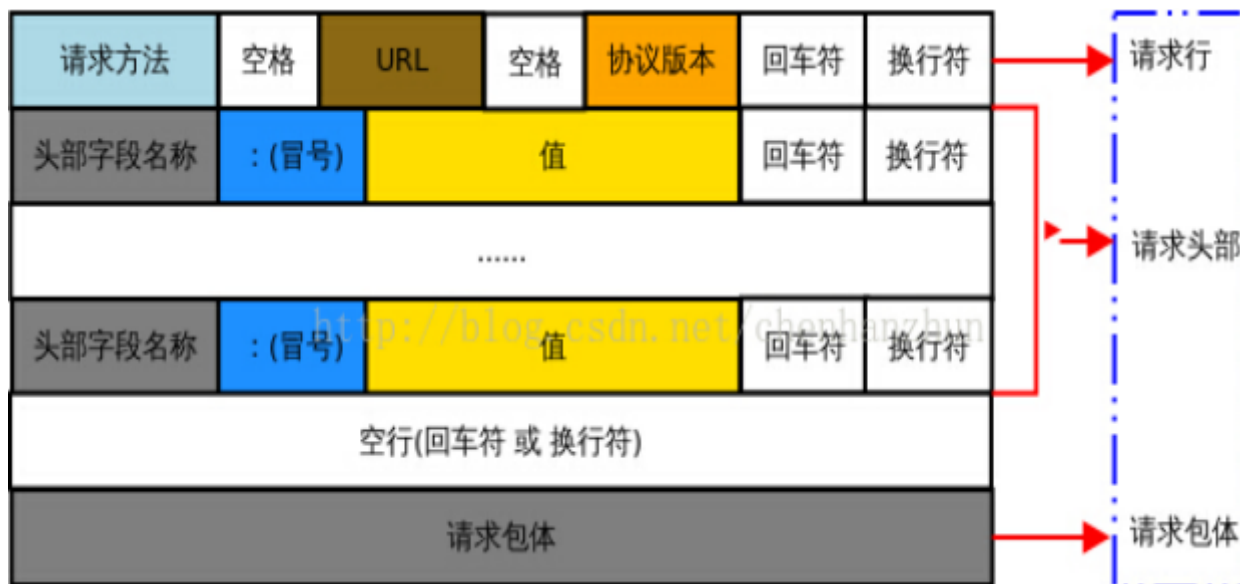 请求方法 空格 URL 空格 协议版本 回车符 换行符 请求行
头部字段名称 :(冒号) 值 回车符 换行符
...... 请求头部
头部字段名称 :(冒号) 值 回车符 换行符
http://blog.csdn.net/chenhanzhun
空行(回车符 或 换行符)
请求包体 请求包体